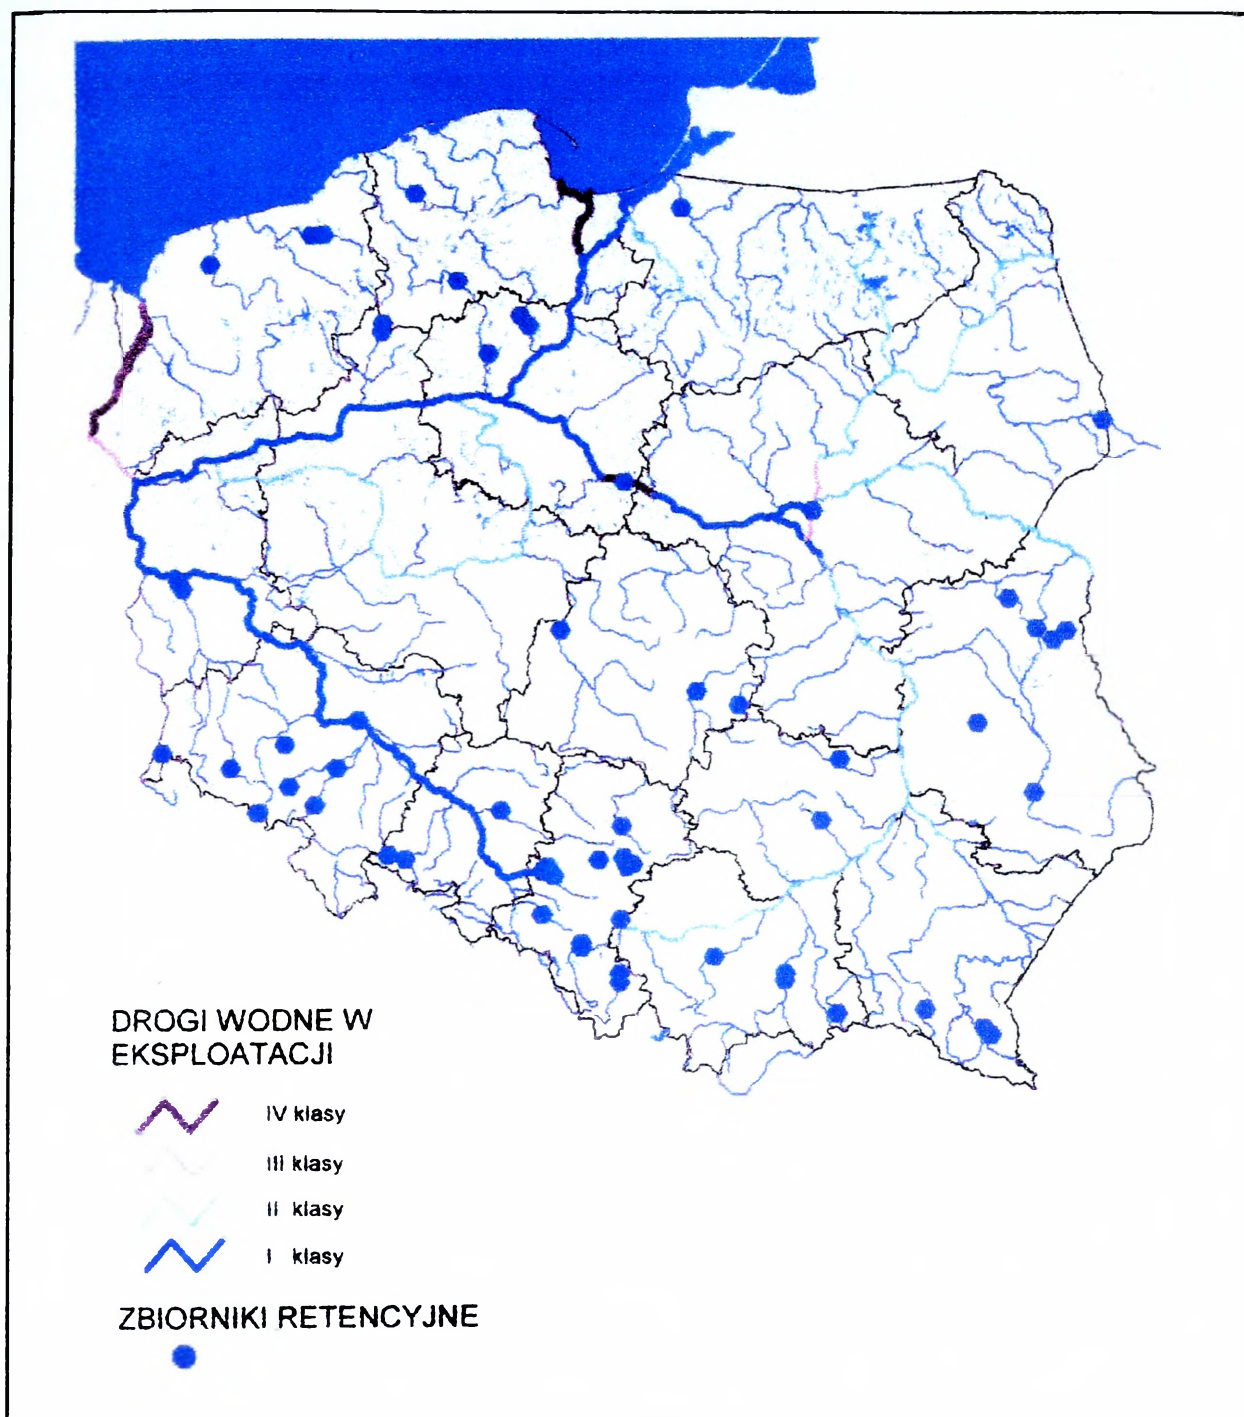 DROGI WODNE W
EKSPLOATACJI
IV klasy
III klasy
II klasy
I klasy
ZBIORNIKI RETENCYJNE